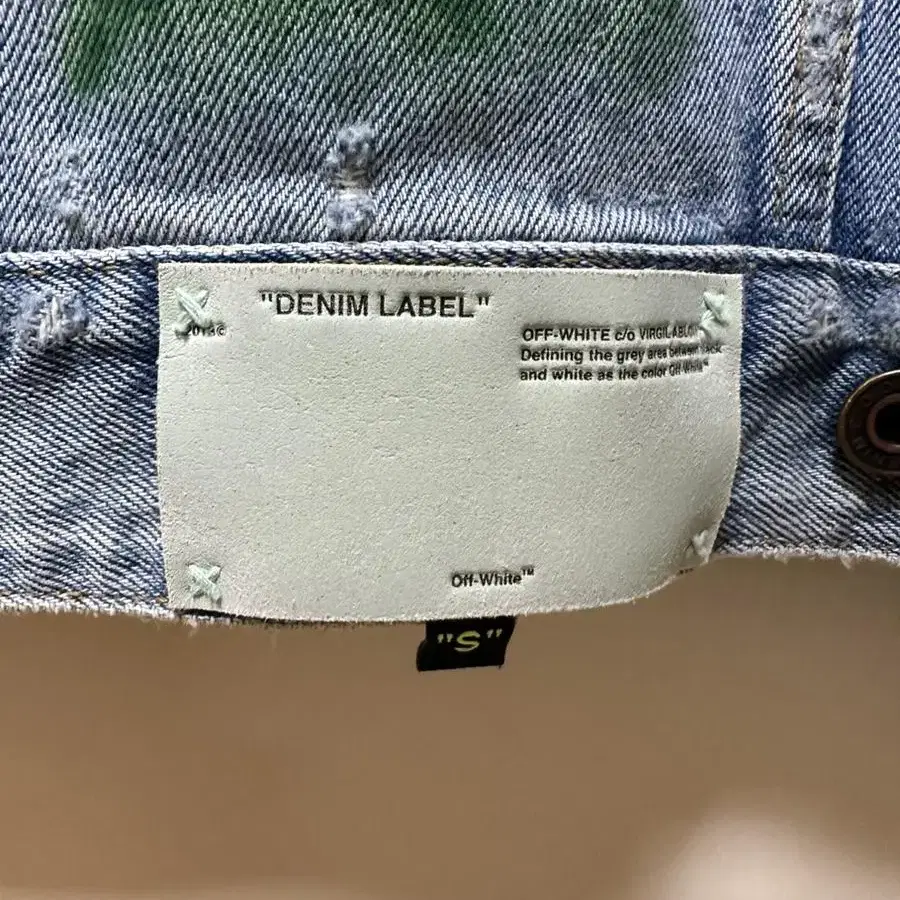 "DENIM LABEL"
OFF-WHITE c/o VIRGIL ABLOH
Defining the grey area between black
and white as the color Off-White™
Off-White™
"S"